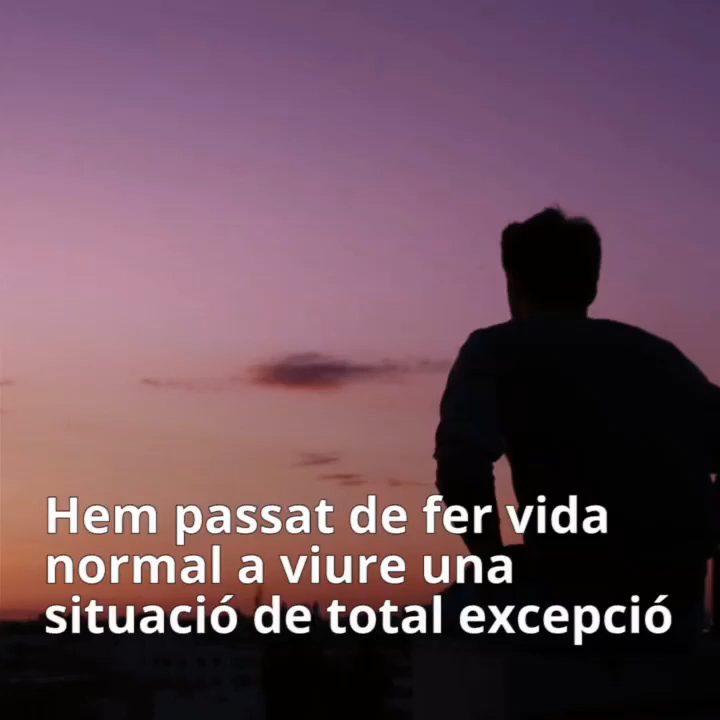 Hem passat de fer vida
normal a viure una
situació de total excepció